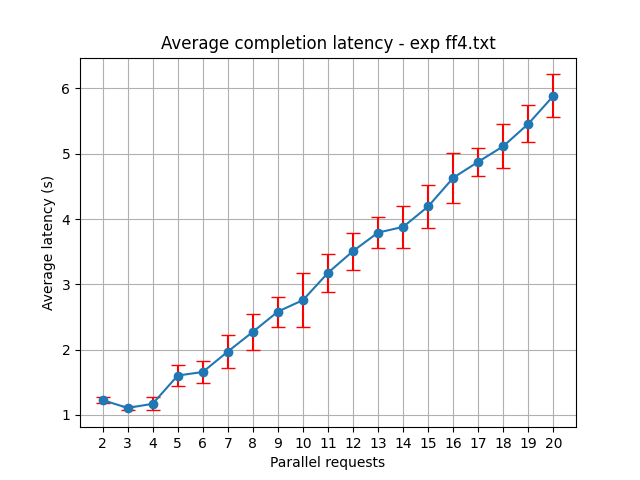 Average completion latency - exp ff4.txt
6
5
4
3
2
1
Average latency (s)
2 3 4 5 6 7 8 9 10 11 12 13 14 15 16 17 18 19 20
Parallel requests